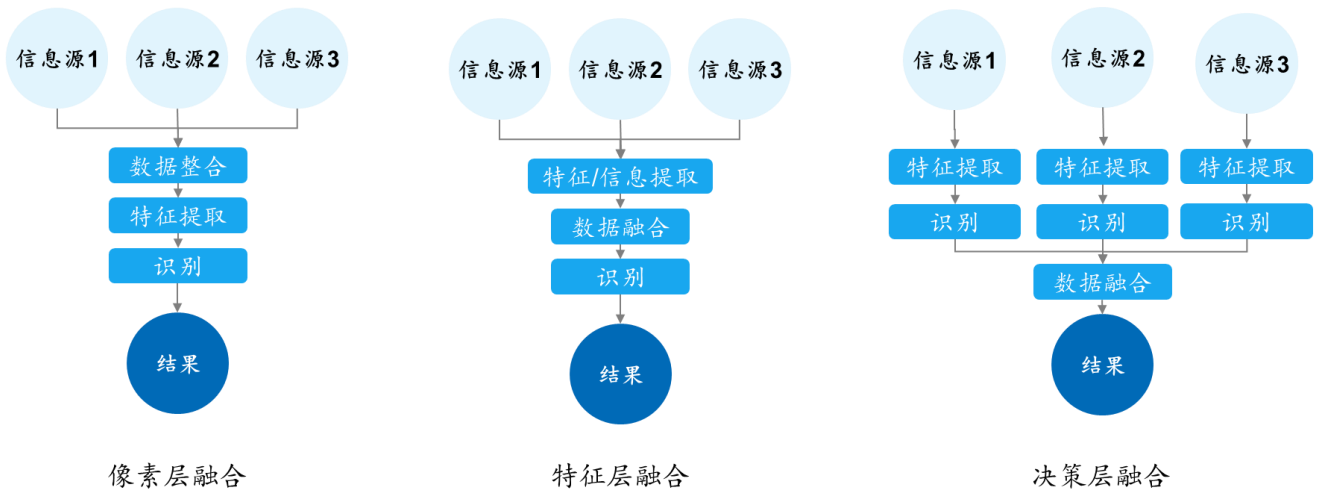 信息源1
信息源2
信息源3
数据整合
特征提取
识别
结果
像素层融合
信息源1
信息源2
信息源3
特征/信息提取
数据融合
识别
结果
特征层融合
信息源1
信息源2
信息源3
特征提取
特征提取
特征提取
识别
识别
识别
数据融合
结果
决策层融合